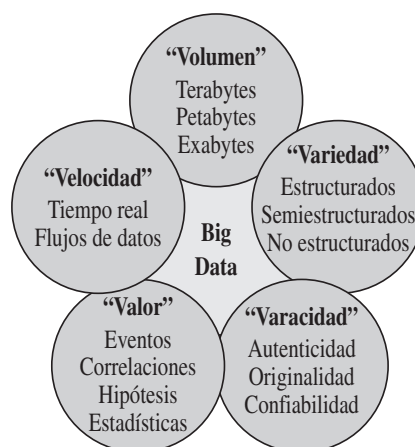 “Volumen”
Terabytes
Petabytes
Exabytes
“Velocidad”
Tiempo real
Flujos de datos
“Variedad”
Estructurados
Semiestructurados
No estructurados
Big
Data
“Valor”
Eventos
Correlaciones
Hipótesis
Estadísticas
“Varacidad”
Autenticidad
Originalidad
Confiabilidad